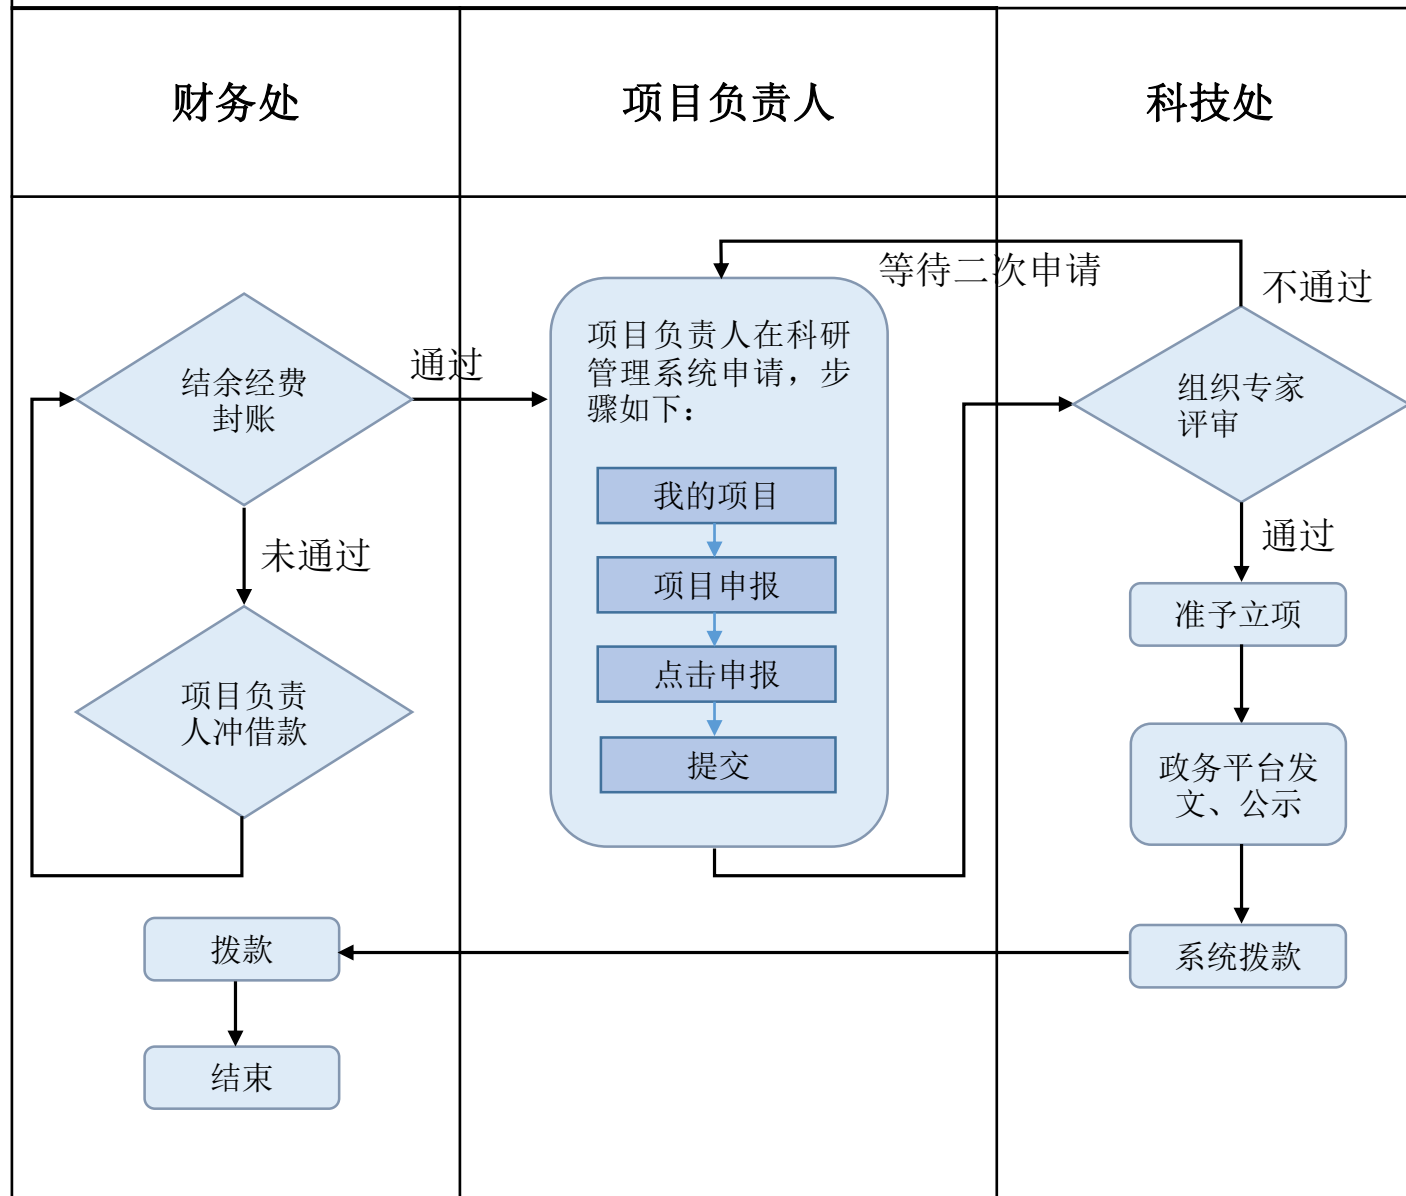 财务处
项目负责人
科技处
等待二次申请
不通过
结余经费
封账
通过
未通过
项目负责
人冲借款
项目负责人在科研
管理系统申请，步
骤如下：
我的项目
项目申报
点击申报
提交
组织专家
评审
通过
准予立项
政务平台发
文、公示
系统拨款
拨款
结束